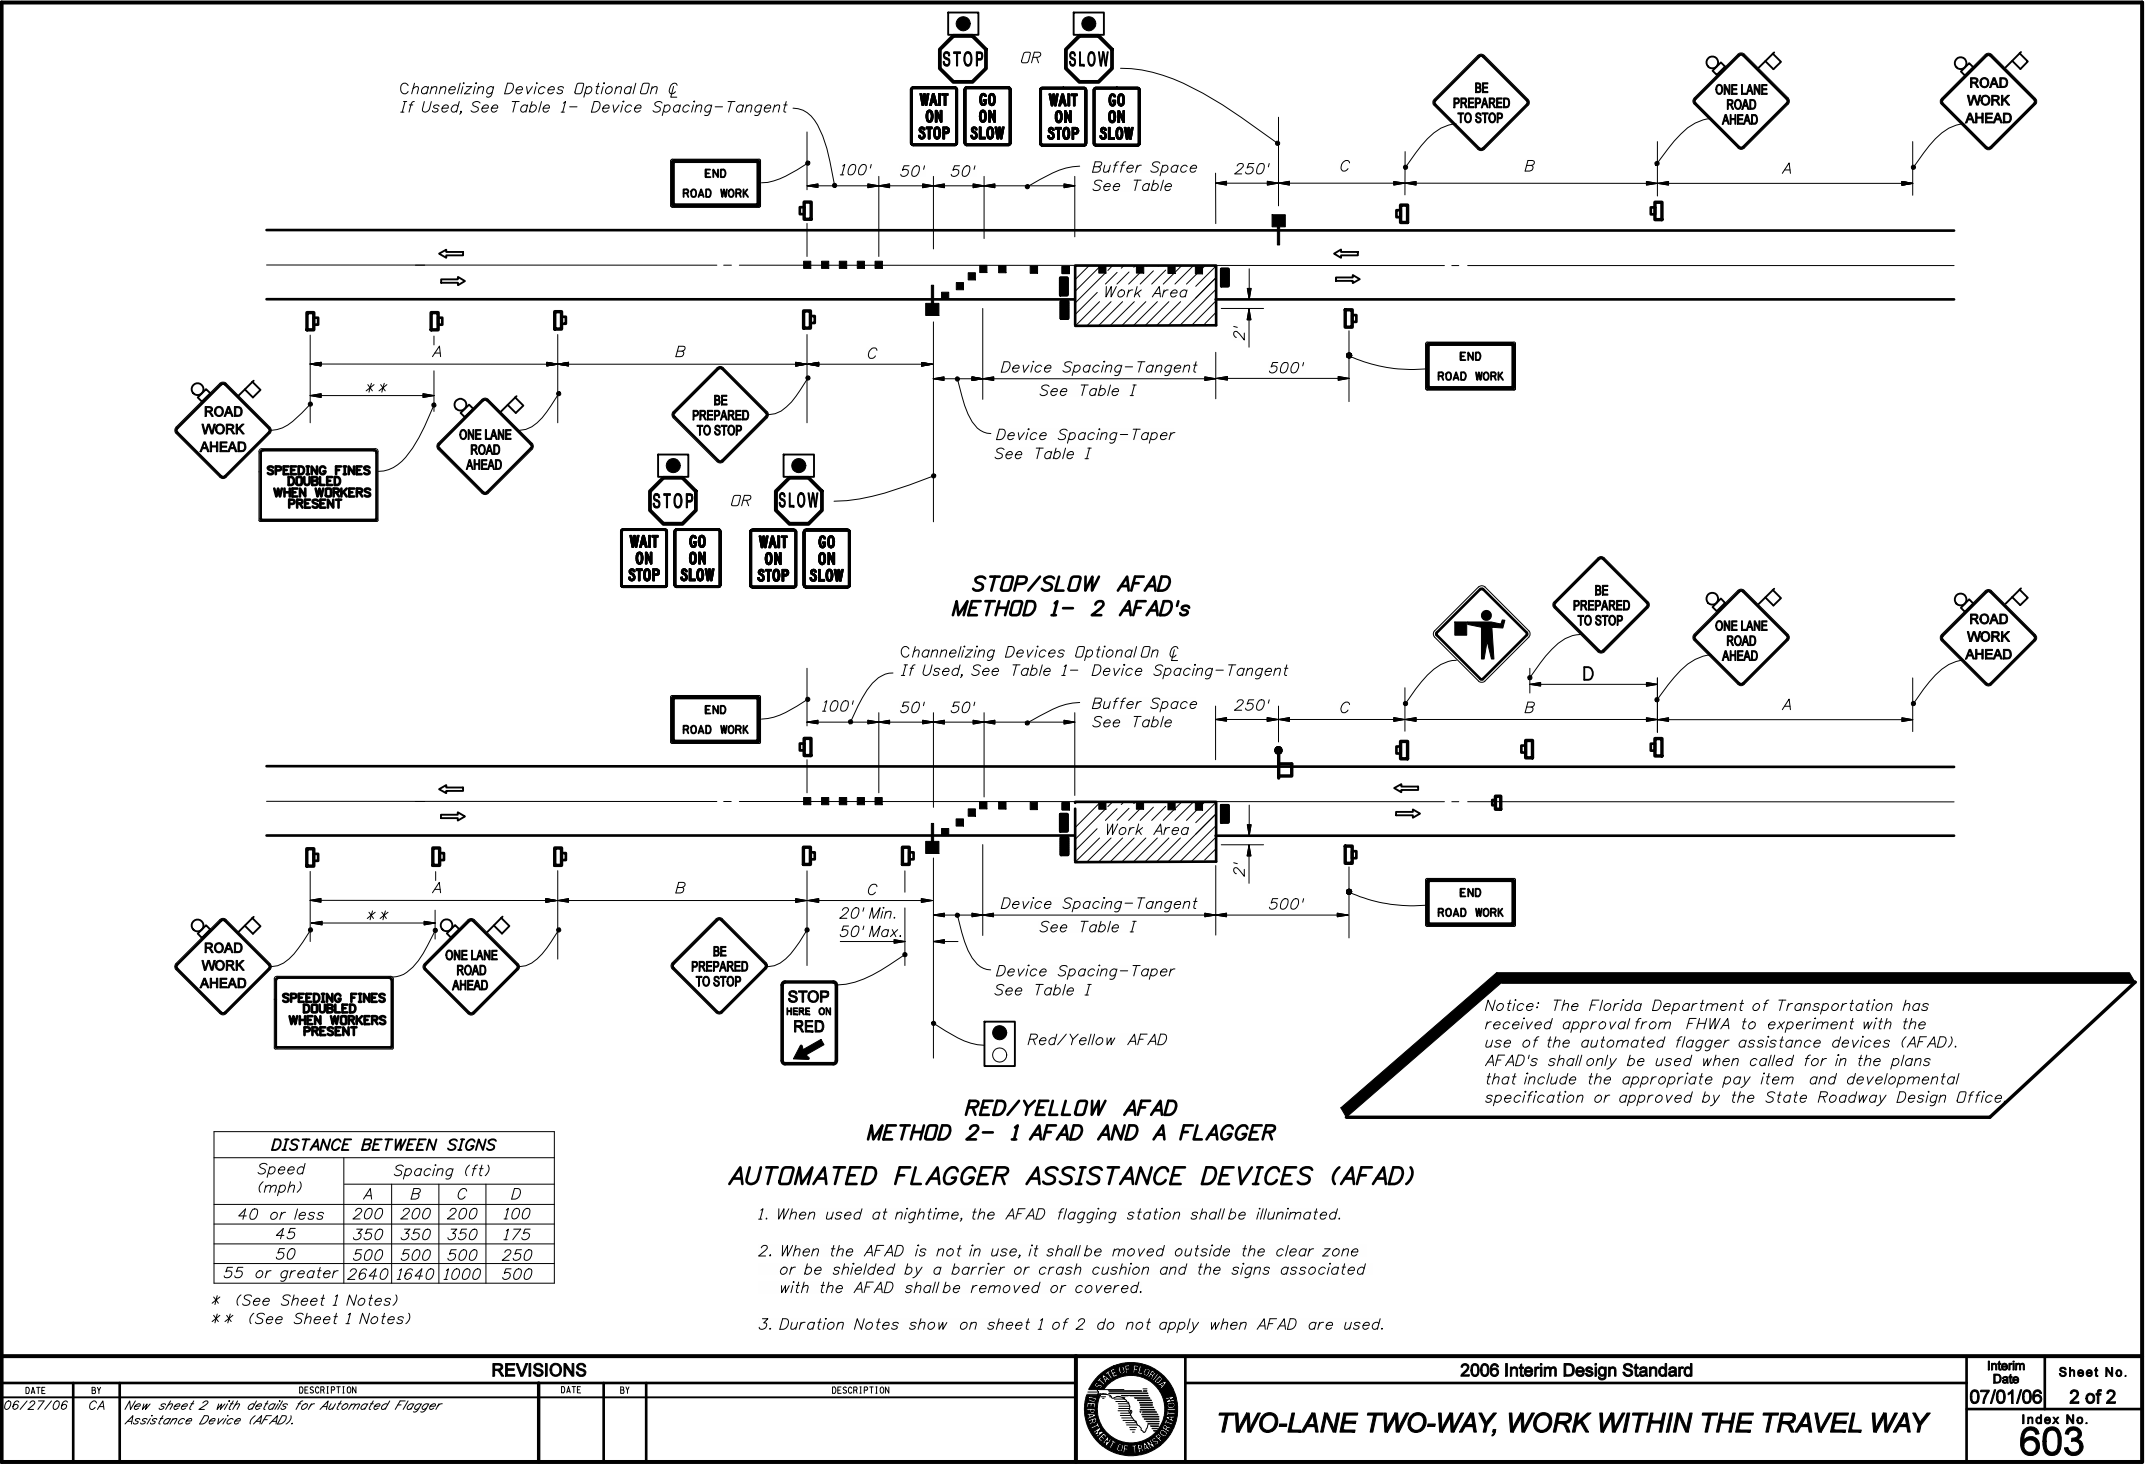 STOP
OR
SLOW
WAIT
ON
STOP
GO
ON
SLOW
WAIT
ON
STOP
GO
ON
SLOW
Channelizing Devices Optional On ℄
If Used, See Table 1- Device Spacing-Tangent
BE
PREPARED
TO STOP
ONE LANE
ROAD
AHEAD
ROAD
WORK
AHEAD
END
ROAD WORK
100'
50'
50'
Buffer Space
See Table
250'
C
B
A
Work Area
2'
A
B
C
**
Device Spacing-Tangent
See Table I
500'
END
ROAD WORK
ROAD
WORK
AHEAD
SPEEDING FINES
DOUBLED
WHEN WORKERS
PRESENT
ONE LANE
ROAD
AHEAD
BE
PREPARED
TO STOP
Device Spacing-Taper
See Table I
STOP
OR
SLOW
WAIT
ON
STOP
GO
ON
SLOW
WAIT
ON
STOP
GO
ON
SLOW
STOP/SLOW AFAD
METHOD 1- 2 AFAD's
Channelizing Devices Optional On ℄
If Used, See Table 1- Device Spacing-Tangent
BE
PREPARED
TO STOP
ONE LANE
ROAD
AHEAD
ROAD
WORK
AHEAD
D
END
ROAD WORK
100'
50'
50'
Buffer Space
See Table
250'
C
B
A
Work Area
2'
A
B
C
**
20' Min.
50' Max.
Device Spacing-Tangent
See Table I
500'
END
ROAD WORK
ROAD
WORK
AHEAD
SPEEDING FINES
DOUBLED
WHEN WORKERS
PRESENT
ONE LANE
ROAD
AHEAD
BE
PREPARED
TO STOP
STOP
HERE ON
RED
Device Spacing-Taper
See Table I
Red/Yellow AFAD
Notice: The Florida Department of Transportation has
received approval from FHWA to experiment with the
use of the automated flagger assistance devices (AFAD).
AFAD's shall only be used when called for in the plans
that include the appropriate pay item and developmental
specification or approved by the State Roadway Design Office
RED/YELLOW AFAD
METHOD 2- 1 AFAD AND A FLAGGER
AUTOMATED FLAGGER ASSISTANCE DEVICES (AFAD)
1. When used at nightime, the AFAD flagging station shall be illunimated.
2. When the AFAD is not in use, it shall be moved outside the clear zone
or be shielded by a barrier or crash cushion and the signs associated
with the AFAD shall be removed or covered.
3. Duration Notes show on sheet 1 of 2 do not apply when AFAD are used.
DISTANCE BETWEEN SIGNS
Speed
(mph)
Spacing (ft)
A B C D
40 or less 200 200 200 100
45 350 350 350 175
50 500 500 500 250
55 or greater 2640 1640 1000 500
* (See Sheet 1 Notes)
** (See Sheet 1 Notes)
REVISIONS
DATE BY DESCRIPTION DATE BY DESCRIPTION
06/27/06 CA New sheet 2 with details for Automated Flagger
Assistance Device (AFAD).
STATE OF FLORIDA
DEPARTMENT OF TRANSPORTATION
2006 Interim Design Standard
TWO-LANE TWO-WAY, WORK WITHIN THE TRAVEL WAY
Interim
Date
07/01/06
Sheet No.
2 of 2
Index No.
603